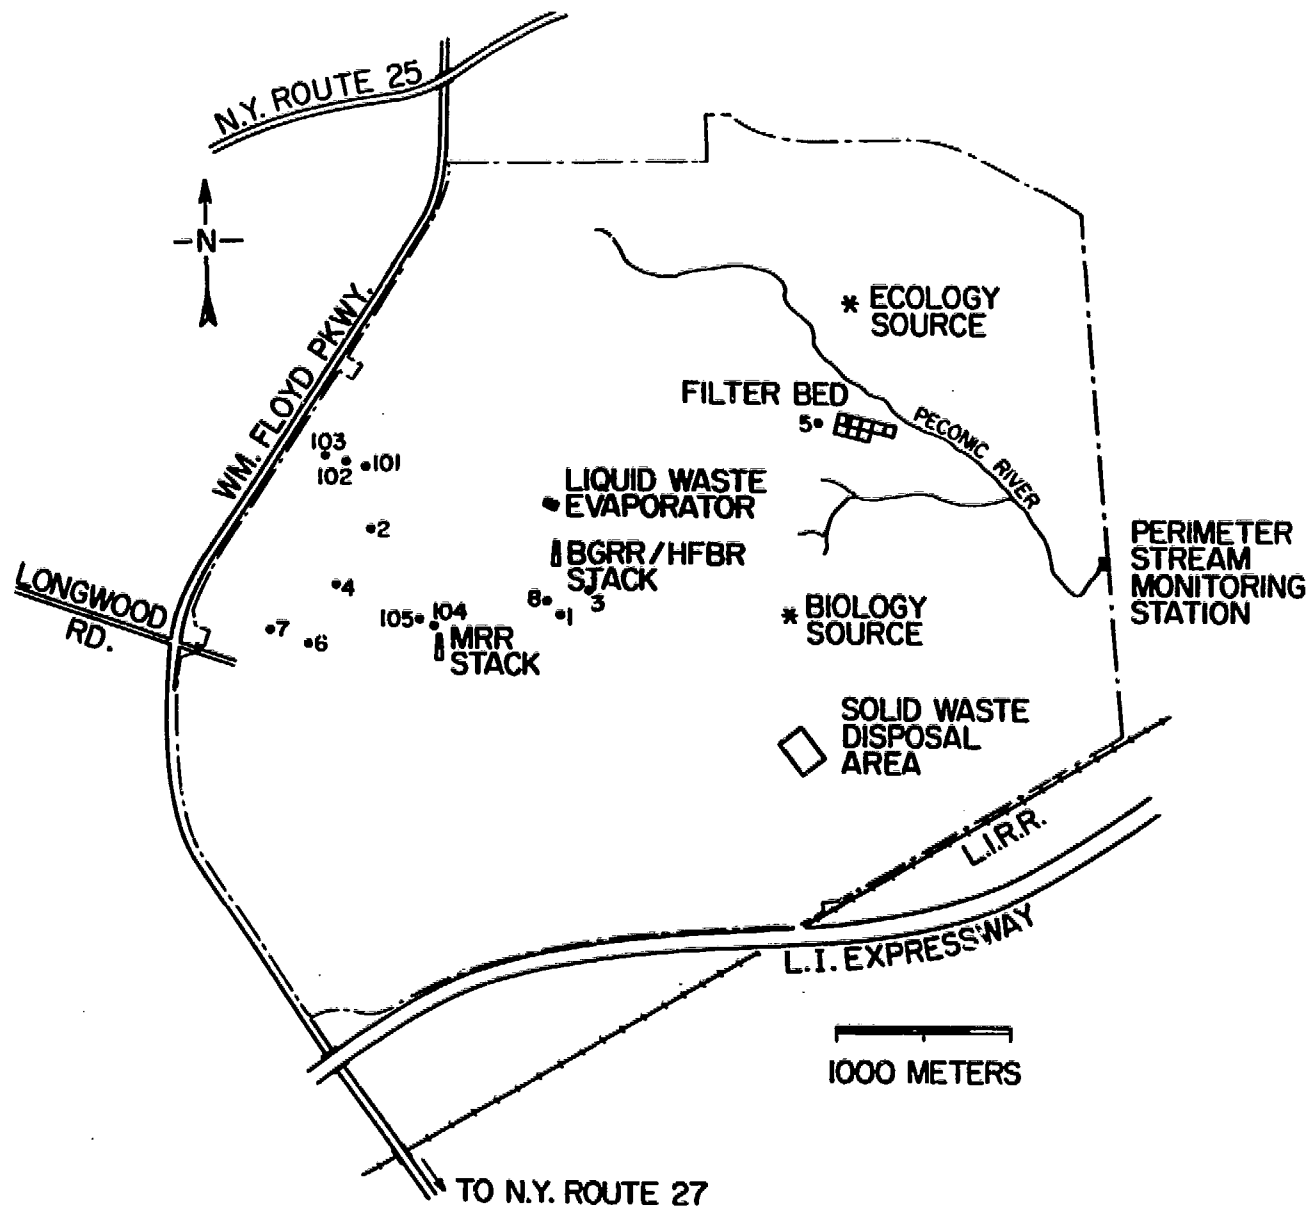 N.Y. ROUTE 25
N
WM. FLOYD PKWY.
* ECOLOGY
SOURCE
FILTER BED
5
PECONIC RIVER
103
102
101
LIQUID WASTE
EVAPORATOR
2
BGRR/HFBR
STACK
PERIMETER
STREAM
MONITORING
STATION
LONGWOOD
RD.
4
8
3
1
105
104
7
6
MRR
STACK
* BIOLOGY
SOURCE
SOLID WASTE
DISPOSAL
AREA
L.I.R.R.
L.I. EXPRESSWAY
1000 METERS
TO N.Y. ROUTE 27